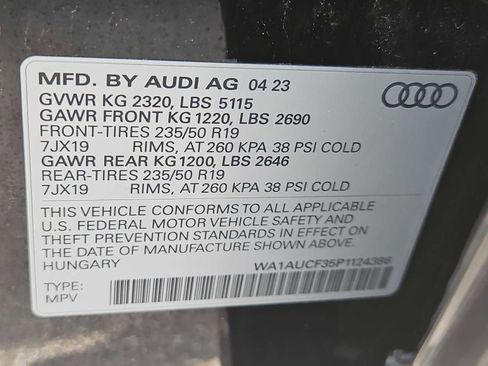 MFD. BY AUDI AG 04 23
GVWR KG 2320, LBS 5115
GAWR FRONT KG 1220, LBS 2690
FRONT-TIRES 235/50 R19
7JX19 RIMS, AT 260 KPA 38 PSI COLD
GAWR REAR KG 1200, LBS 2646
REAR-TIRES 235/50 R19
7JX19 RIMS, AT 260 KPA 38 PSI COLD
THIS VEHICLE CONFORMS TO ALL APPLICABLE
U.S. FEDERAL MOTOR VEHICLE SAFETY AND
THEFT PREVENTION STANDARDS IN EFFECT ON
THE DATE OF MANUFACTURE SHOWN ABOVE.
HUNGARY WA1AUCF35P1124386
TYPE:
MPV